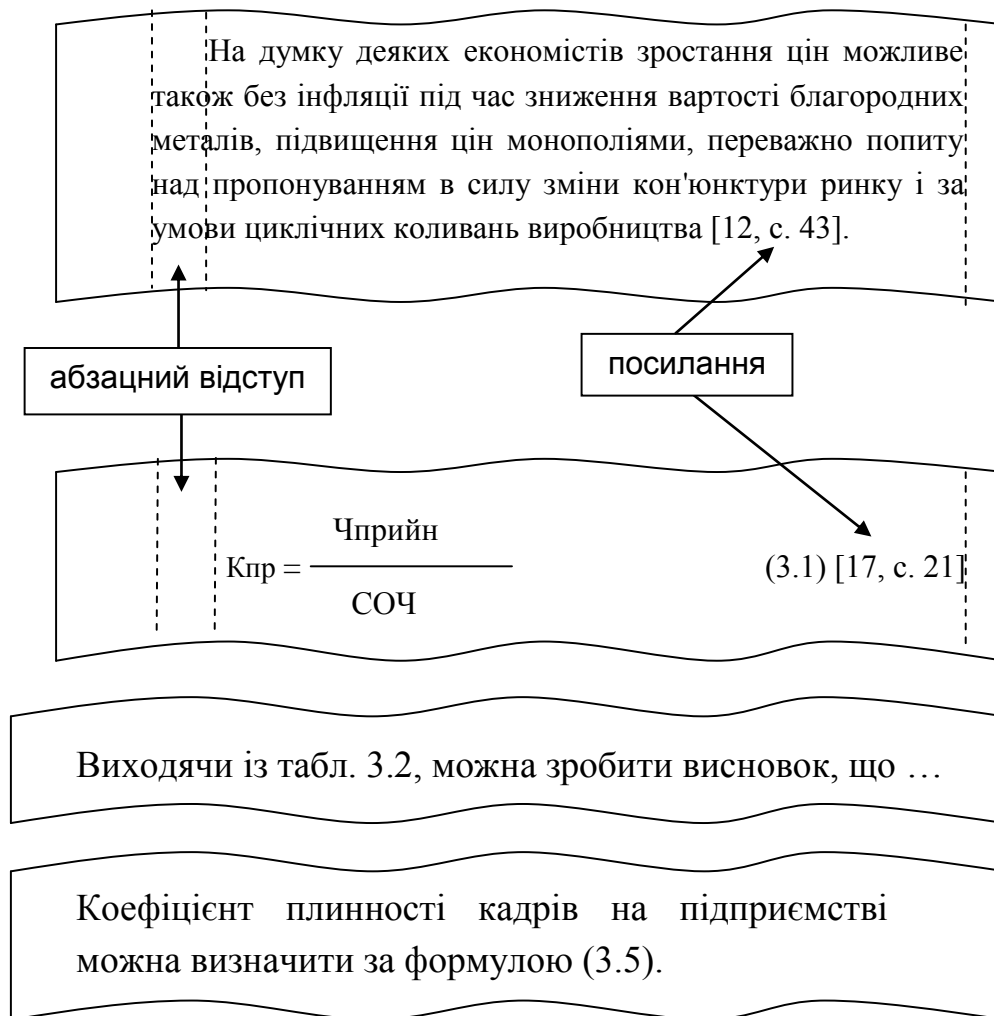 На думку деяких економістів зростання цін можливе
також без інфляції під час зниження вартості благородних
металів, підвищення цін монополіями, переважно попиту
над пропонуванням в силу зміни кон'юнктури ринку і за
умови циклічних коливань виробництва [12, с. 43].
абзацний відступ
посилання
Чприйн
Кпр = (3.1) [17, с. 21]
СОЧ
Виходячи із табл. 3.2, можна зробити висновок, що …
Коефіцієнт плинності кадрів на підприємстві
можна визначити за формулою (3.5).